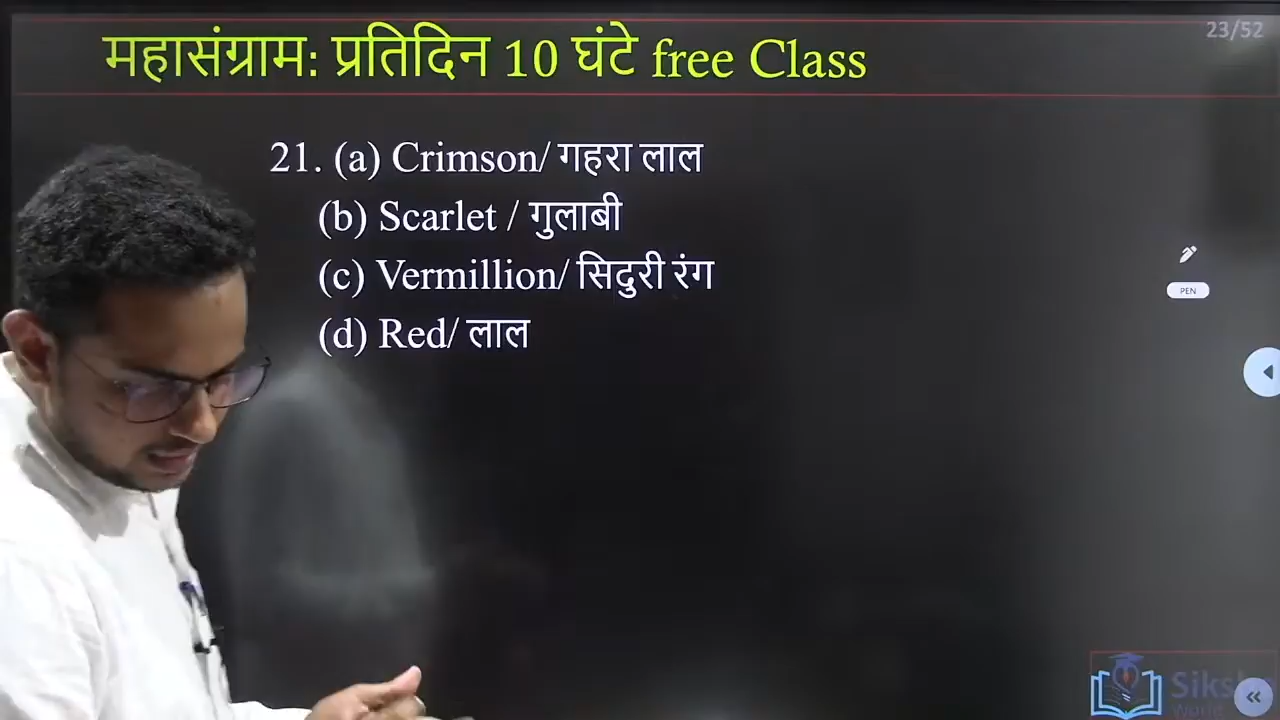 23/52
महासंग्राम: प्रतिदिन 10 घंटे free Class
21. (a) Crimson/ गहरा लाल
(b) Scarlet / गुलाबी
(c) Vermillion/ सिदुरी रंग
(d) Red/ लाल
PEN